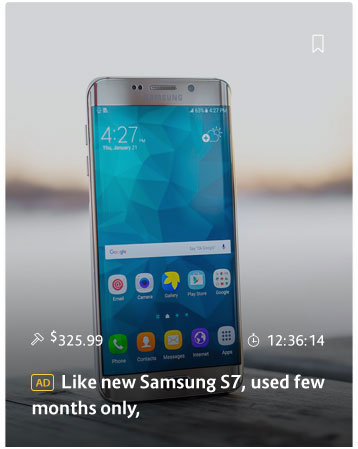 SAMSUNG
63% 4:27 PM
4:27 PM
Thu, January 21
Google
Say "Ok Google"
Email Camera Gallery Play Store Google
Phone Contacts Messages Internet Apps
$325.99 12:36:14
AD Like new Samsung S7, used few
months only,